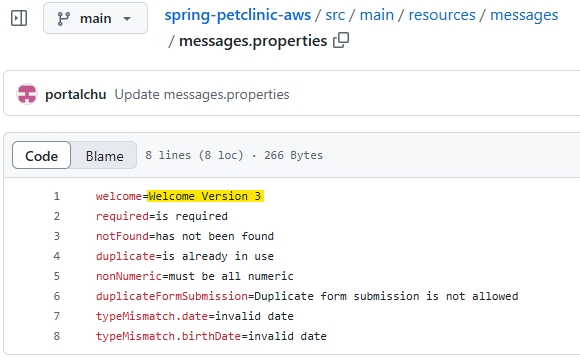 main
spring-petclinic-aws / src / main / resources / messages
/ messages.properties
portalchu Update messages.properties
Code Blame 8 lines (8 loc) · 266 Bytes
1 welcome=Welcome Version 3
2 required=is required
3 notFound=has not been found
4 duplicate=is already in use
5 nonNumeric=must be all numeric
6 duplicateFormSubmission=Duplicate form submission is not allowed
7 typeMismatch.date=invalid date
8 typeMismatch.birthDate=invalid date